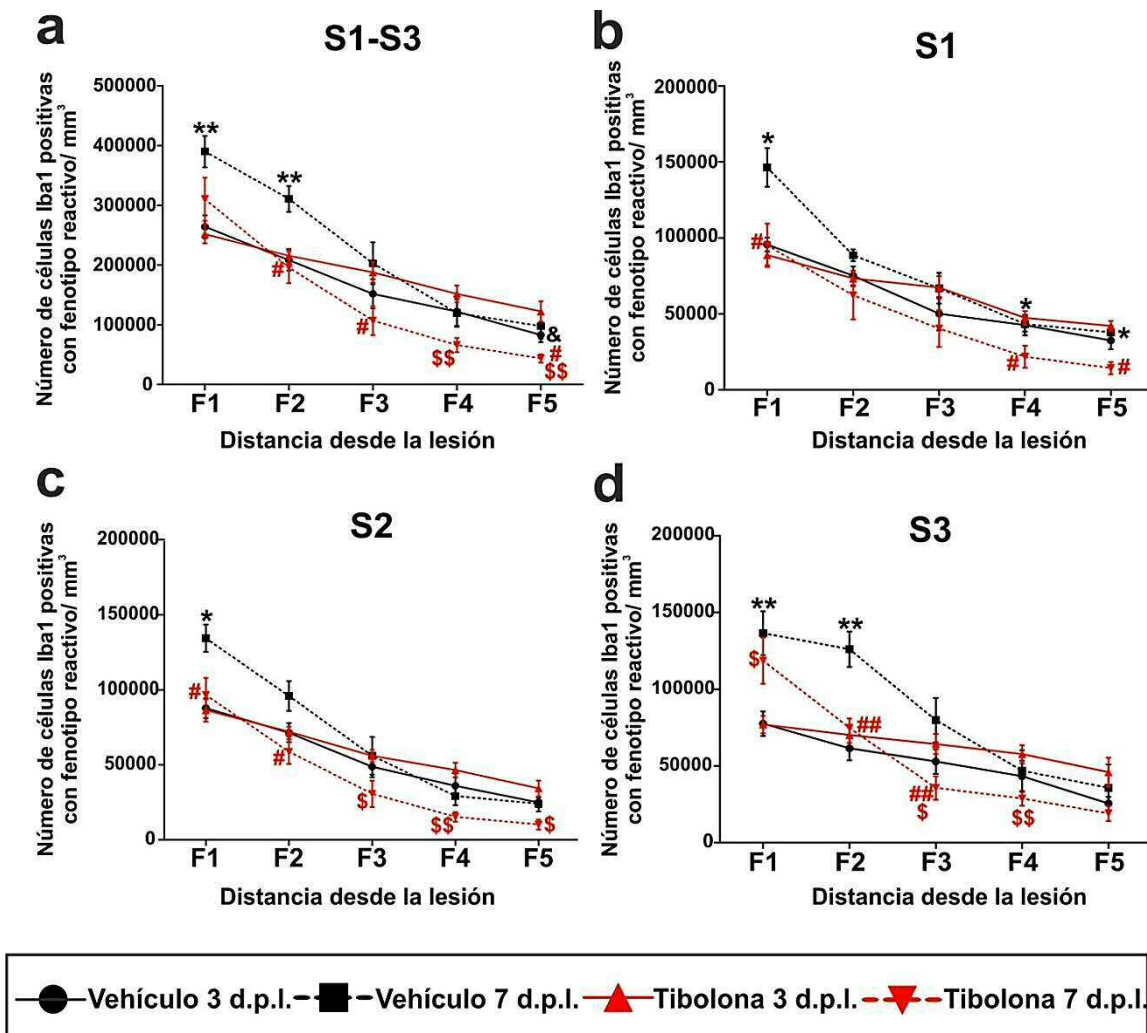 a
S1-S3
Número de células Iba1 positivas
con fenotipo reactivo/ mm³
500000
400000
300000
200000
100000
0
**
**
#
#
$$
&
#
$$
F1 F2 F3 F4 F5
Distancia desde la lesión
b
S1
Número de células Iba1 positivas
con fenotipo reactivo/ mm³
200000
150000
100000
50000
0
*
#
*
#
*
#
F1 F2 F3 F4 F5
Distancia desde la lesión
c
S2
Número de células Iba1 positivas
con fenotipo reactivo/ mm³
200000
150000
100000
50000
0
*
#
#
$
$$
$
F1 F2 F3 F4 F5
Distancia desde la lesión
d
S3
Número de células Iba1 positivas
con fenotipo reactivo/ mm³
200000
150000
100000
50000
0
**
$
**
##
##
$
$$
F1 F2 F3 F4 F5
Distancia desde la lesión
Vehículo 3 d.p.l. Vehículo 7 d.p.l. Tibolona 3 d.p.l. Tibolona 7 d.p.l.